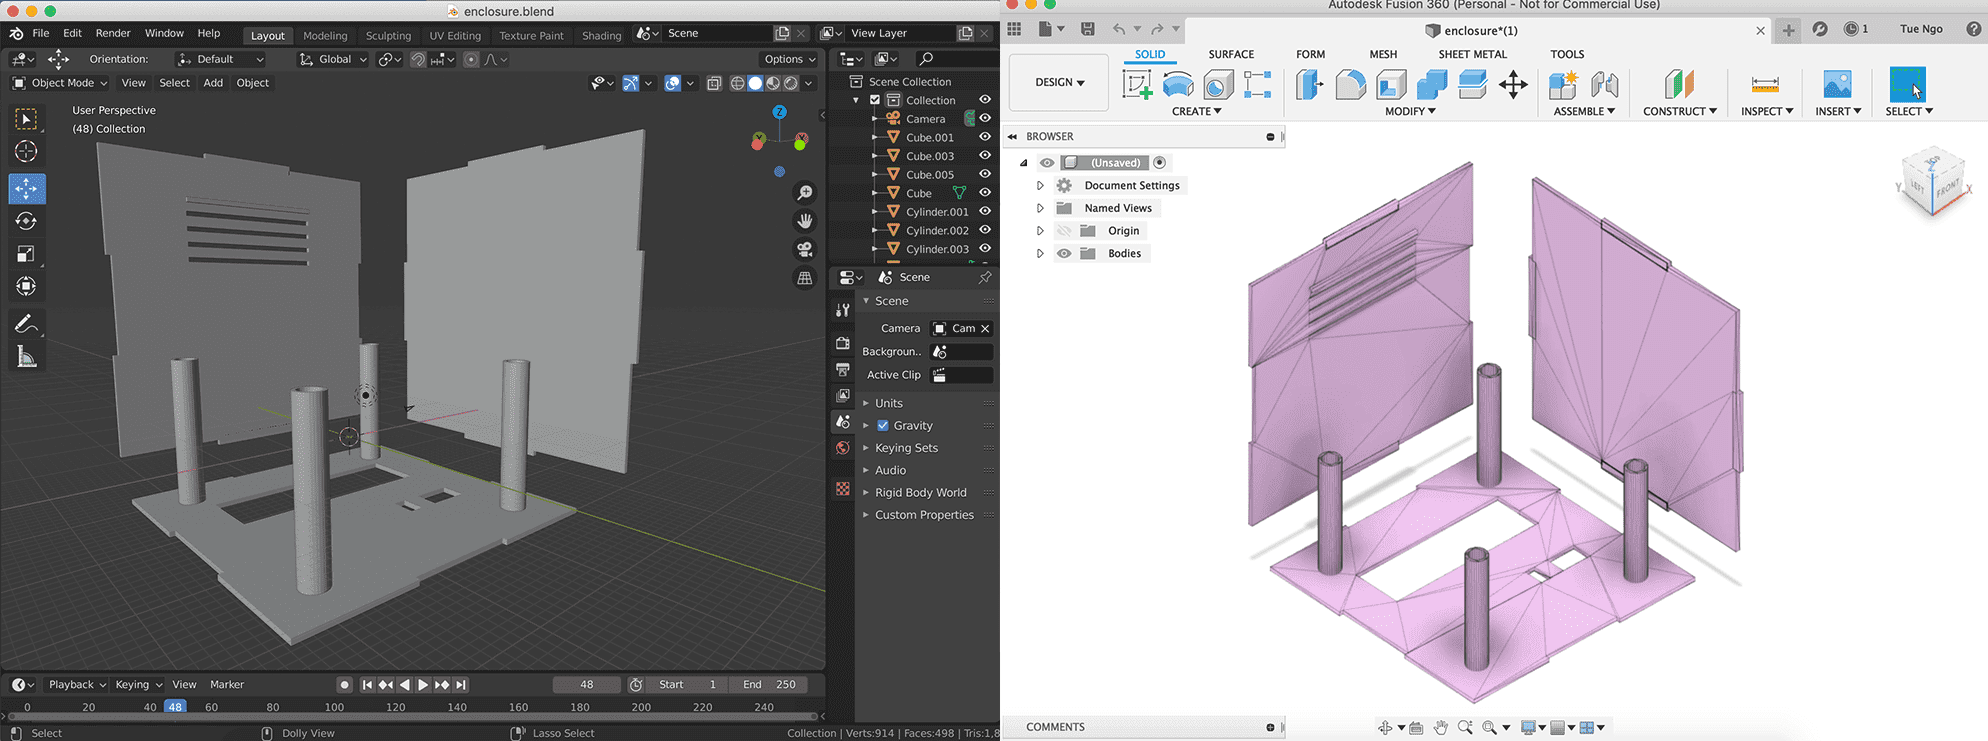 enclosure.blend
File Edit Render Window Help Layout Modeling Sculpting UV Editing Texture Paint Shading Scene View Layer
Orientation: Default Global Options
Object Mode View Select Add Object
User Perspective
(48) Collection
Z
Scene Collection
Collection
Camera
Cube.001
Cube.003
Cube.005
Cube
Cylinder.001
Cylinder.002
Cylinder.003
Scene
Scene
Camera Cam
Backgroun..
Active Clip
Units
Gravity
Keying Sets
Audio
Rigid Body World
Custom Properties
Playback Keying View Marker 48 Start 1 End 250
0 20 40 48 60 80 100 120 140 160 180 200 220 240
Select Dolly View Lasso Select Collection | Verts:914 | Faces:498 | Tris:1,8
Autodesk Fusion 360 (Personal - Not for Commercial Use)
enclosure*(1) 1 Tue Ngo
SOLID SURFACE FORM MESH SHEET METAL TOOLS
DESIGN
CREATE MODIFY ASSEMBLE CONSTRUCT INSPECT INSERT SELECT
BROWSER
(Unsaved)
Document Settings
Named Views
Origin
Bodies
Z
Y LEFT FRONT X
COMMENTS